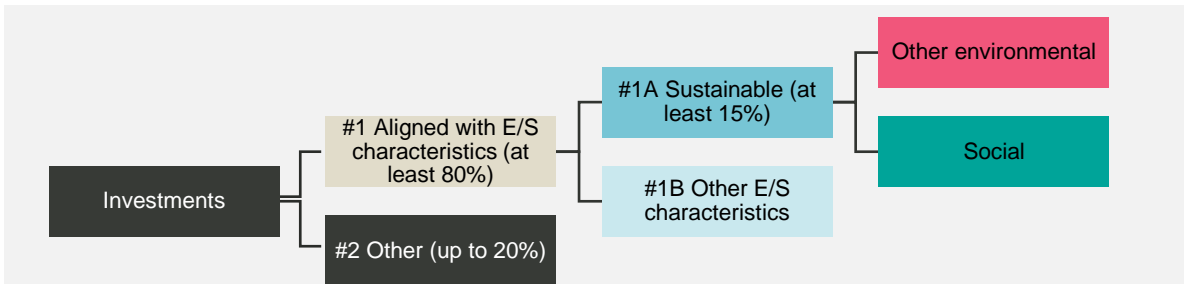 Investments
#1 Aligned with E/S
characteristics (at
least 80%)
#2 Other (up to 20%)
#1A Sustainable (at
least 15%)
#1B Other E/S
characteristics
Other environmental
Social